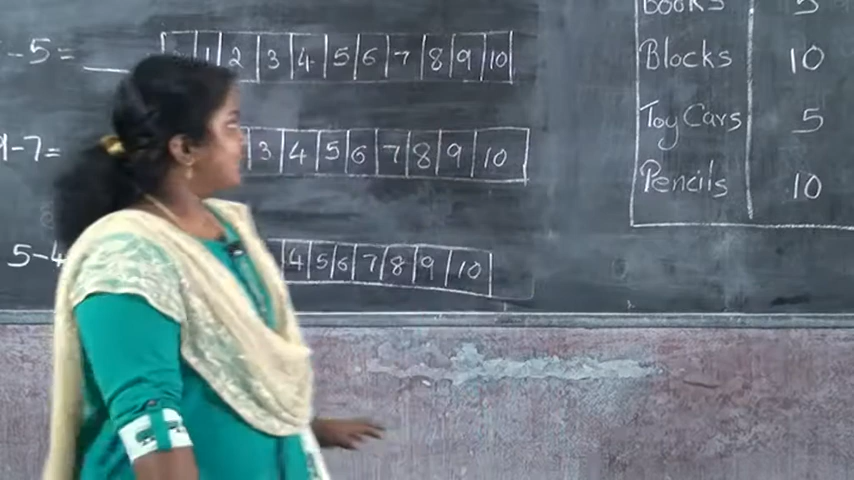 -5= 1 2 3 4 5 6 7 8 9 10
9-7= 3 4 5 6 7 8 9 10
5-4 4 5 6 7 8 9 10
Books 5
Blocks 10
Toy Cars 5
Pencils 10